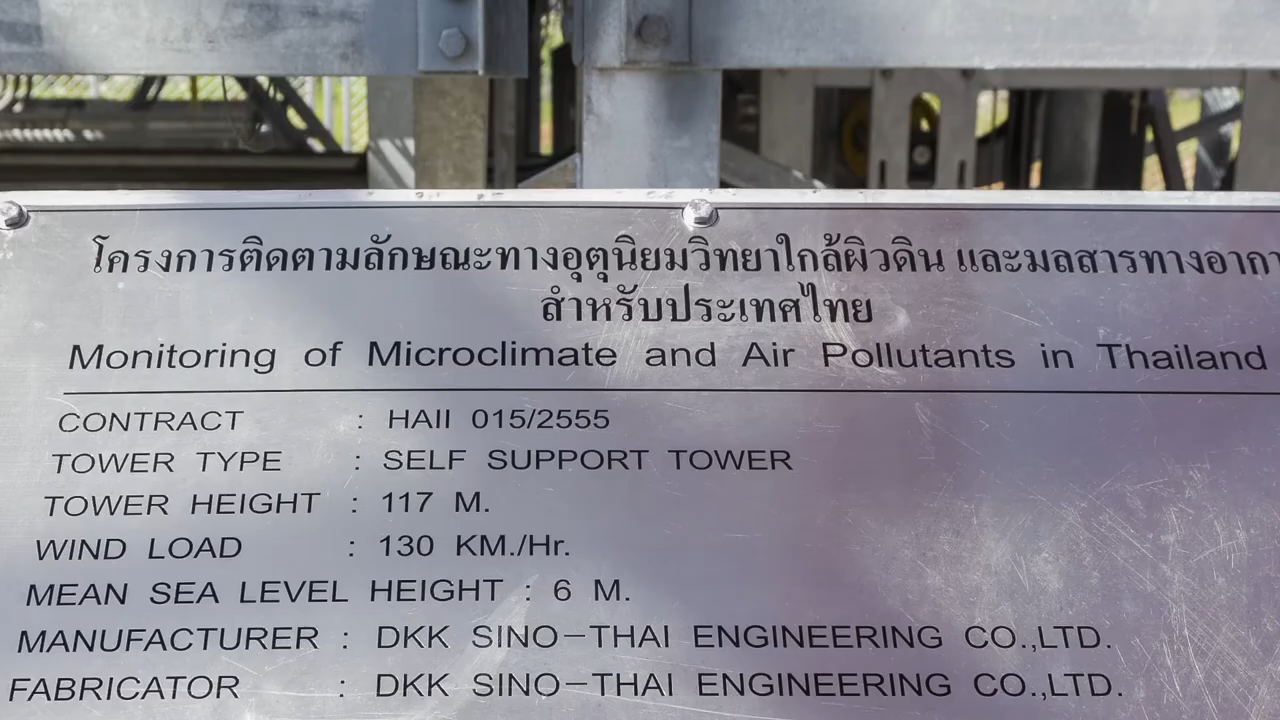 โครงการติดตามลักษณะทางอุตุนิยมวิทยาใกล้ผิวดิน และมลสารทางอากา
สำหรับประเทศไทย
Monitoring of Microclimate and Air Pollutants in Thailand
CONTRACT : HAII 015/2555
TOWER TYPE : SELF SUPPORT TOWER
TOWER HEIGHT : 117 M.
WIND LOAD : 130 KM./Hr.
MEAN SEA LEVEL HEIGHT : 6 M.
MANUFACTURER : DKK SINO-THAI ENGINEERING CO.,LTD.
FABRICATOR : DKK SINO-THAI ENGINEERING CO.,LTD.